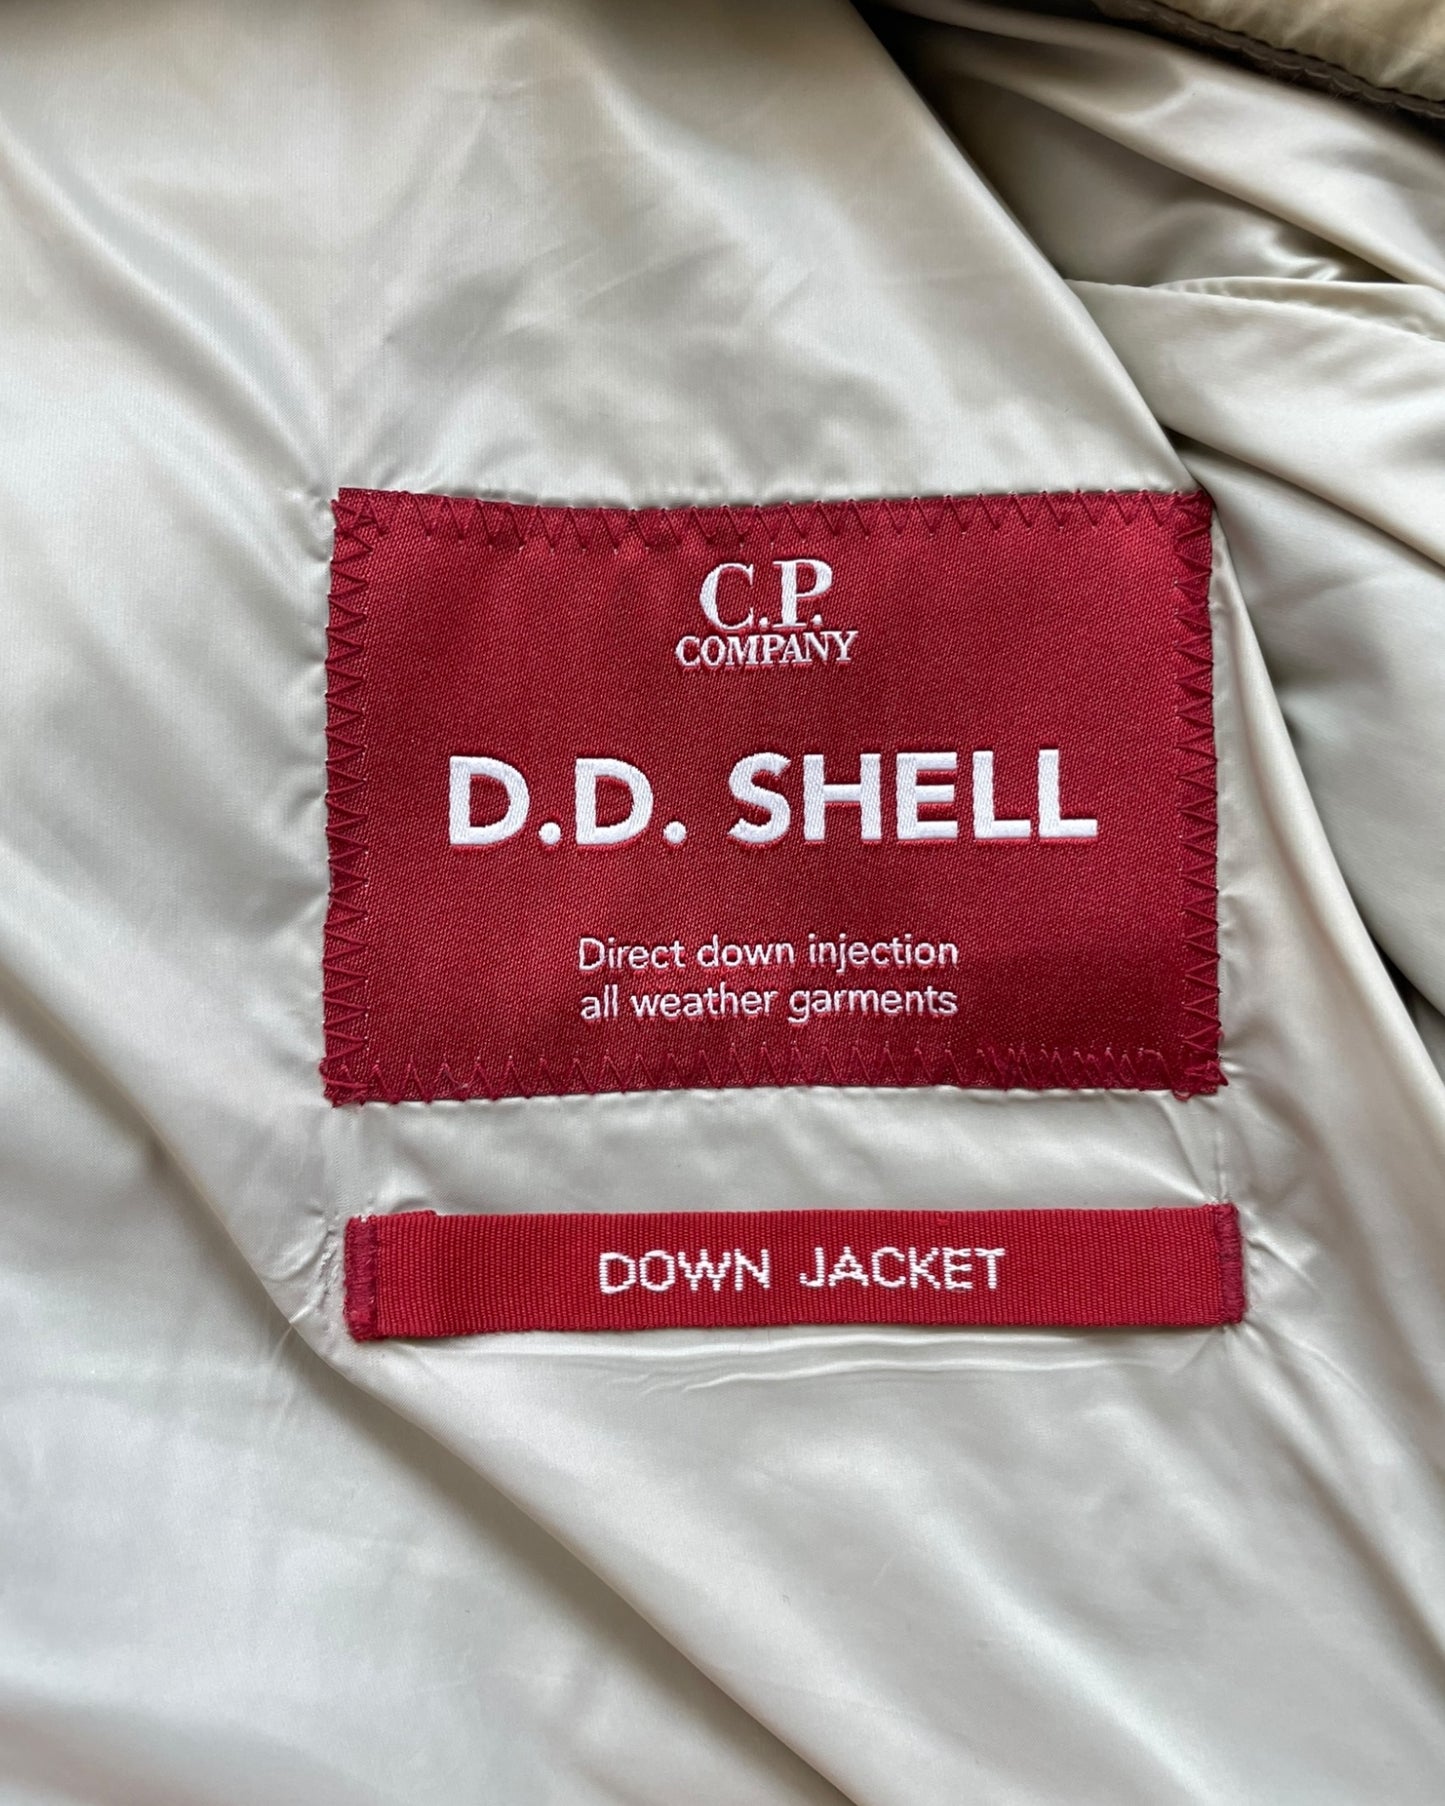 C.P.
COMPANY
D.D. SHELL
Direct down injection
all weather garments
DOWN JACKET